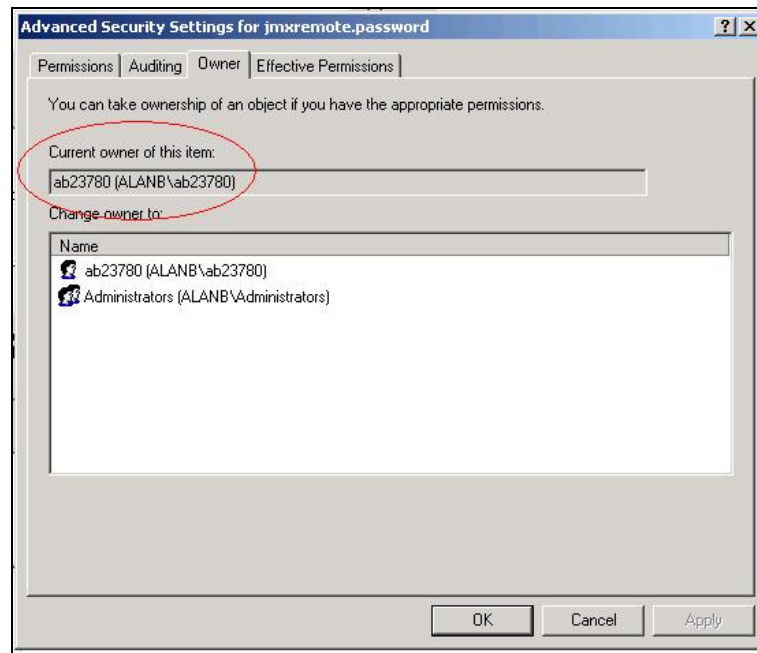 Advanced Security Settings for jmxremote.password
Permissions Auditing Owner Effective Permissions
You can take ownership of an object if you have the appropriate permissions.
Current owner of this item:
ab23780 (ALANB\ab23780)
Change owner to:
Name
ab23780 (ALANB\ab23780)
Administrators (ALANB\Administrators)
OK Cancel Apply